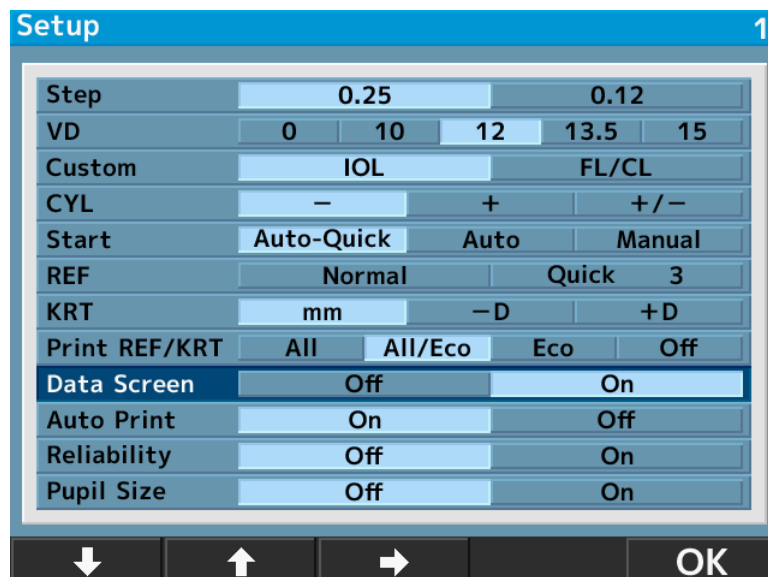 Setup 1
Step 0.25 0.12
VD 0 10 12 13.5 15
Custom IOL FL/CL
CYL − + +/−
Start Auto-Quick Auto Manual
REF Normal Quick 3
KRT mm −D +D
Print REF/KRT All All/Eco Eco Off
Data Screen Off On
Auto Print On Off
Reliability Off On
Pupil Size Off On
OK